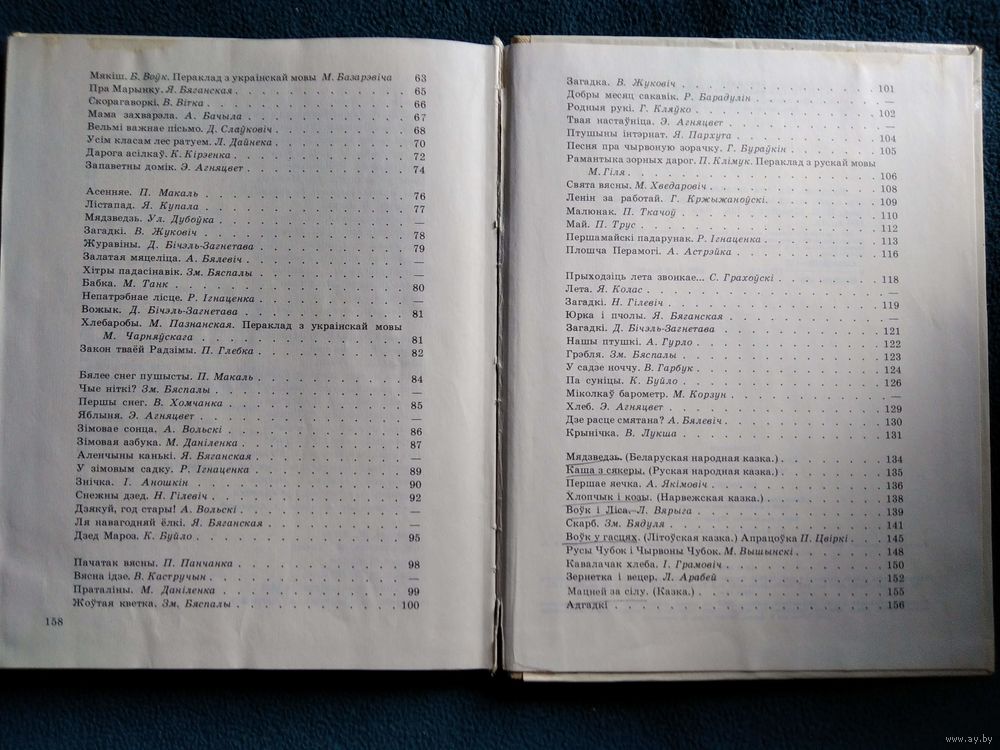 Мякіш. Б. Воўк. Пераклад з украінскай мовы М. Базарэвіча 63
Пра Марынку. Я. Бяганская . . . 65
Скорагаворкі. В. Вітка . . . 66
Мама захварэла. А. Бачыла . . . 67
Вельмі важнае пісьмо. Д. Слаўковіч . . . 68
Усім класам лес ратуем. Л. Дайнека . . . 70
Дарога асілкаў. К. Кірэенка . . . 72
Запаветны домік. Э. Агняцвет . . . 74
Асенняе. П. Макаль . . . 76
Лістапад. Я. Купала . . . 77
Мядзведзь. Ул. Дубоўка . . . —
Загадкі. В. Жуковіч . . . 78
Журавіны. Д. Бічэль-Загнетава . . . 79
Залатая мяцеліца. А. Бялевіч . . . —
Хітры падасінавік. Зм. Бяспалы . . . —
Бабка. М. Танк . . . 80
Непатрэбнае лісце. Р. Ігнаценка . . . —
Вожык. Д. Бічэль-Загнетава . . . 81
Хлебаробы. М. Пазнанская. Пераклад з украінскай мовы
М. Чарняўскага . . . 81
Закон тваёй Радзімы. П. Глебка . . . 82
Бялее снег пушысты. П. Макаль . . . 84
Чые ніткі? Зм. Бяспалы . . . —
Першы снег. В. Хомчанка . . . 85
Яблыня. Э. Агняцвет . . . —
Зімовае сонца. А. Вольскі . . . 86
Зімовая азбука. М. Даніленка . . . 87
Аленчыны канькі. Я. Бяганская . . . —
У зімовым садку. Р. Ігнаценка . . . 89
Знічка. І. Аношкін . . . 90
Снежны дзед. Н. Гілевіч . . . 92
Дзякуй, год стары! А. Вольскі . . . —
Ля навагодняй ёлкі. Я. Бяганская . . . —
Дзед Мароз. К. Буйло . . . 95
Пачатак вясны. П. Панчанка . . . 98
Вясна ідзе. В. Кастручын . . . —
Праталіны. М. Даніленка . . . 99
Жоўтая кветка. Зм. Бяспалы . . . 100
158
Загадка. В. Жуковіч . . . 101
Добры месяц сакавік. Р. Барадулін . . . —
Родныя рукі. Г. Кляўко . . . 102
Твая настаўніца. Э. Агняцвет . . . —
Птушыны інтэрнат. Я. Пархута . . . 104
Песня пра чырвоную зорачку. Г. Бураўкін . . . 105
Рамантыка зорных дарог. П. Клімук. Пераклад з рускай мовы
М. Гіля . . . 106
Свята вясны. М. Хведаровіч . . . 108
Ленін за работай. Г. Кржыжаноўскі. . . . 109
Малюнак. П. Ткачоў . . . 110
Май. П. Трус . . . 112
Першамайскі падарунак. Р. Ігнаценка . . . 113
Плошча Перамогі. А. Астрэйка . . . 116
Прыходзіць лета звонкае... С. Грахоўскі . . . 118
Лета. Я. Колас . . . —
Загадкі. Н. Гілевіч . . . 119
Юрка і пчолы. Я. Бяганская . . . —
Загадкі. Д. Бічэль-Загнетава . . . 121
Нашы птушкі. А. Гурло . . . 122
Грэбля. Зм. Бяспалы . . . 123
У садзе ноччу. В. Гарбук . . . 124
Па суніцы. К. Буйло . . . 126
Міколкаў барометр. М. Корзун . . . —
Хлеб. Э. Агняцвет . . . 129
Дзе расце смятана? А. Бялевіч . . . 130
Крынічка. В. Лукша . . . 131
Мядзведзь. (Беларуская народная казка.) . . . 134
Каша з сякеры. (Руская народная казка.) . . . 135
Першае яечка. А. Якімовіч . . . 136
Хлопчык і козы. (Нарвежская казка.) . . . 138
Воўк і Ліса. Л. Вярыга . . . 139
Скарб. Зм. Бядуля . . . 141
Воўк у гасцях. (Літоўская казка.) Апрацоўка П. Цвіркі . . . 145
Русы Чубок і Чырвоны Чубок. М. Вышынскі . . . 148
Кавалачак хлеба. І. Грамовіч . . . 150
Зернетка і вецер. Л. Арабей . . . 152
Мацней за сілу. (Казка.) . . . 155
Адгадкі . . . 156
www.ay.by